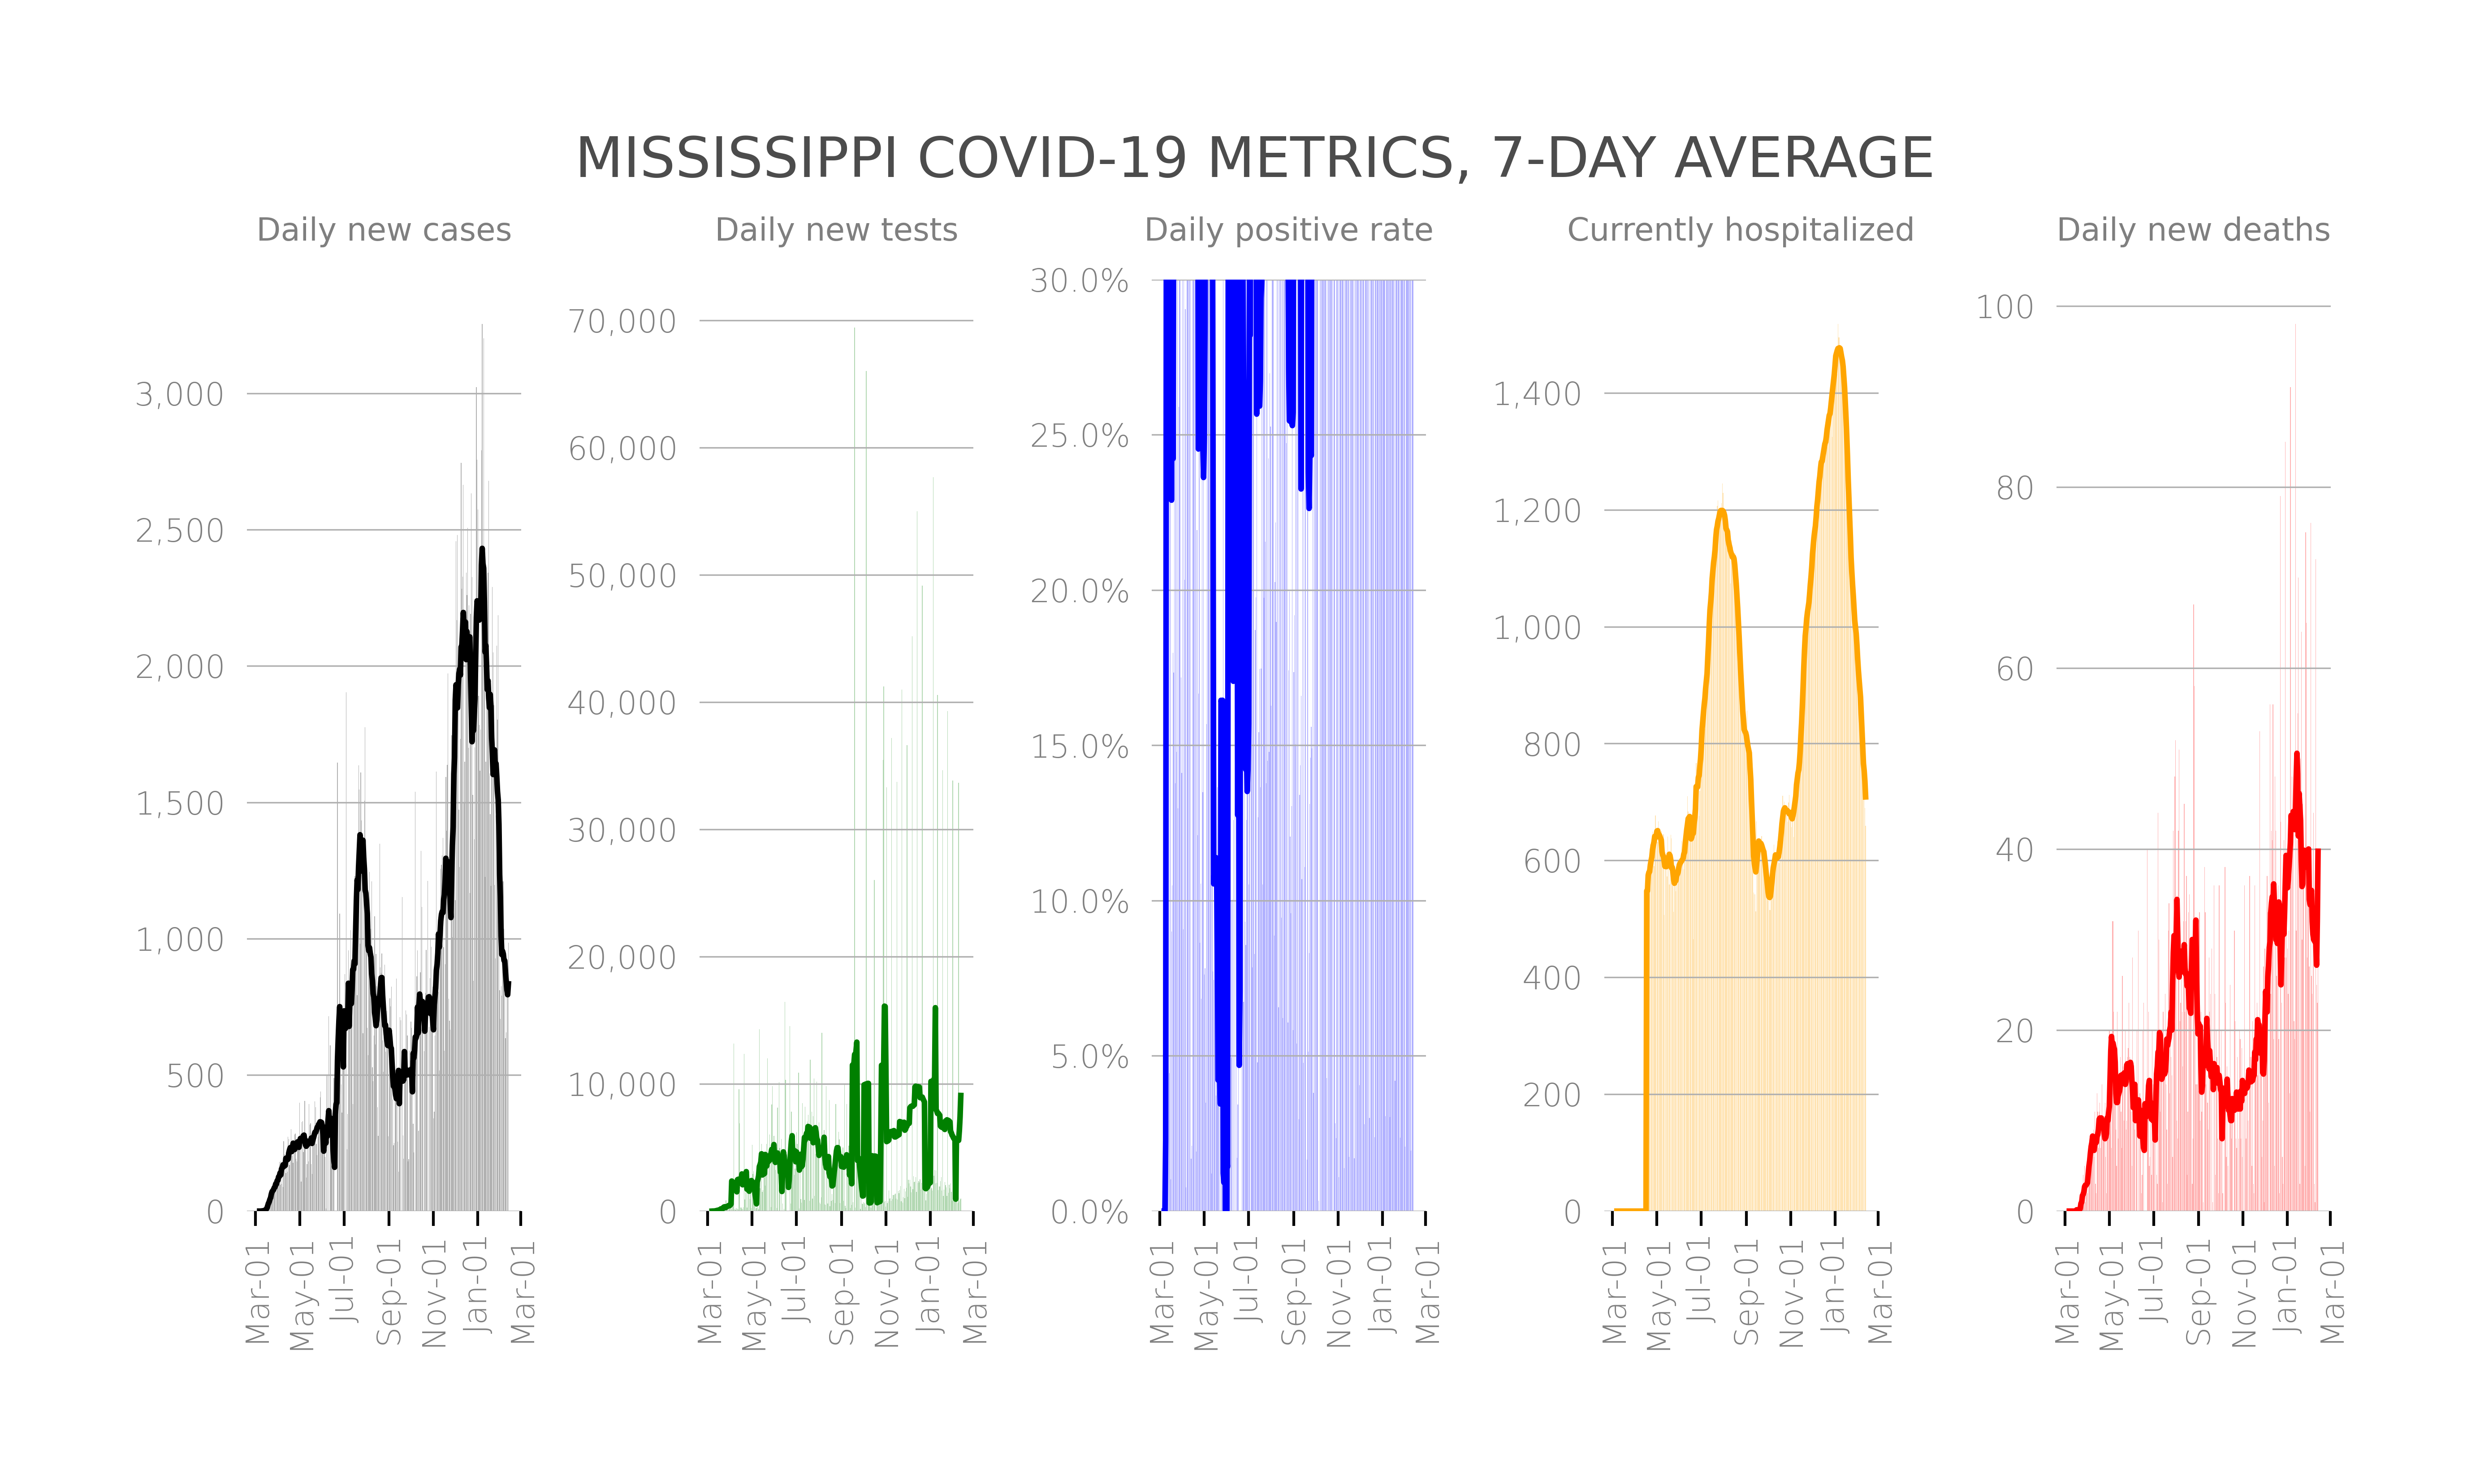 MISSISSIPPI COVID-19 METRICS, 7-DAY AVERAGE
Daily new cases
3,000
2,500
2,000
1,500
1,000
500
0
Mar-01
May-01
Jul-01
Sep-01
Nov-01
Jan-01
Mar-01
Daily new tests
70,000
60,000
50,000
40,000
30,000
20,000
10,000
0
Mar-01
May-01
Jul-01
Sep-01
Nov-01
Jan-01
Mar-01
Daily positive rate
30.0%
25.0%
20.0%
15.0%
10.0%
5.0%
0.0%
Mar-01
May-01
Jul-01
Sep-01
Nov-01
Jan-01
Mar-01
Currently hospitalized
1,400
1,200
1,000
800
600
400
200
0
Mar-01
May-01
Jul-01
Sep-01
Nov-01
Jan-01
Mar-01
Daily new deaths
100
80
60
40
20
0
Mar-01
May-01
Jul-01
Sep-01
Nov-01
Jan-01
Mar-01